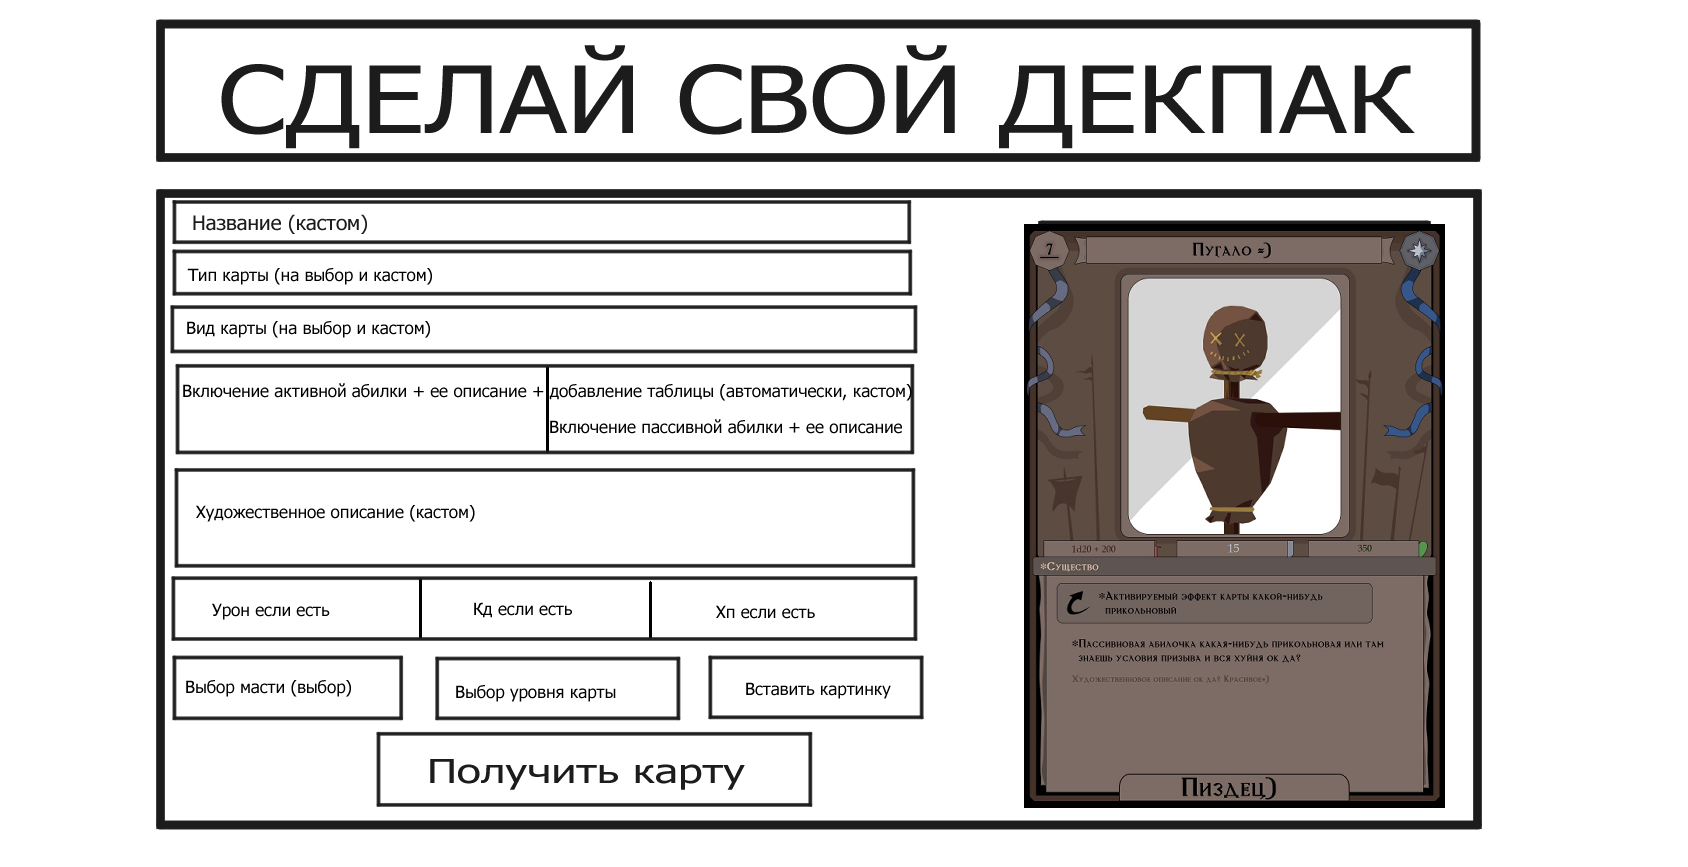 СДЕЛАЙ СВОЙ ДЕКПАК
Название (кастом)
Тип карты (на выбор и кастом)
Вид карты (на выбор и кастом)
Включение активной абилки + ее описание + добавление таблицы (автоматически, кастом)
Включение пассивной абилки + ее описание
Художественное описание (кастом)
Урон если есть
Кд если есть
Хп если есть
Выбор масти (выбор)
Выбор уровня карты
Вставить картинку
Получить карту
7
Пугало =)
1d20 + 200
15
350
*Существо
*Активируемый эффект карты какой-нибудь
прикольновый
*Пассивновая абилочка какая-нибудь прикольновая или там
знаешь условия призыва и вся хуйня ок да?
Художественновое описание ок да? Красивое=)
Пиздец)